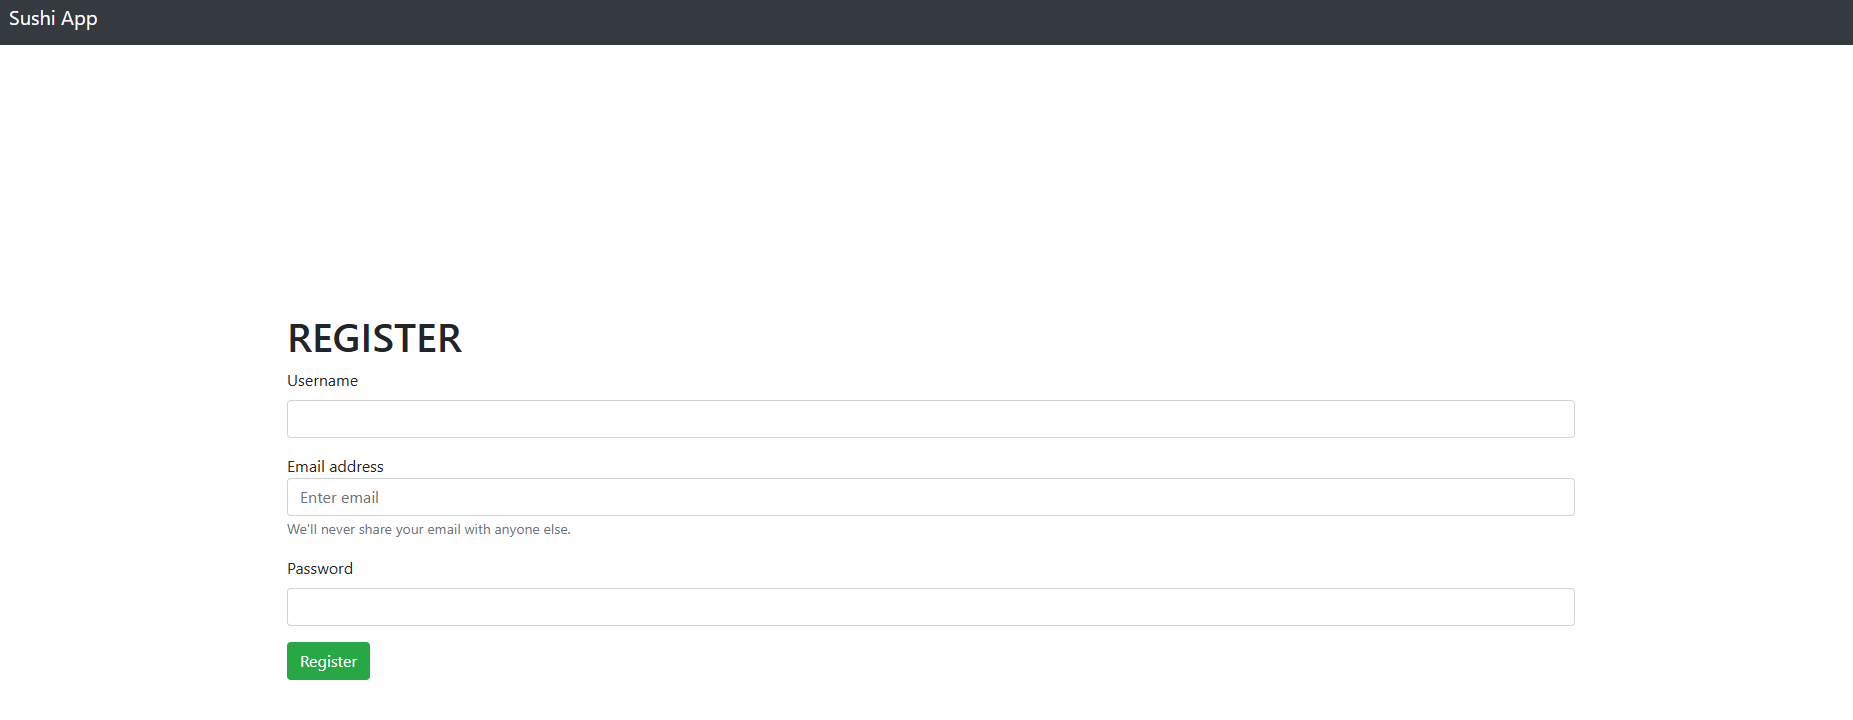 Sushi App
REGISTER
Username
Email address
Enter email
We'll never share your email with anyone else.
Password
Register